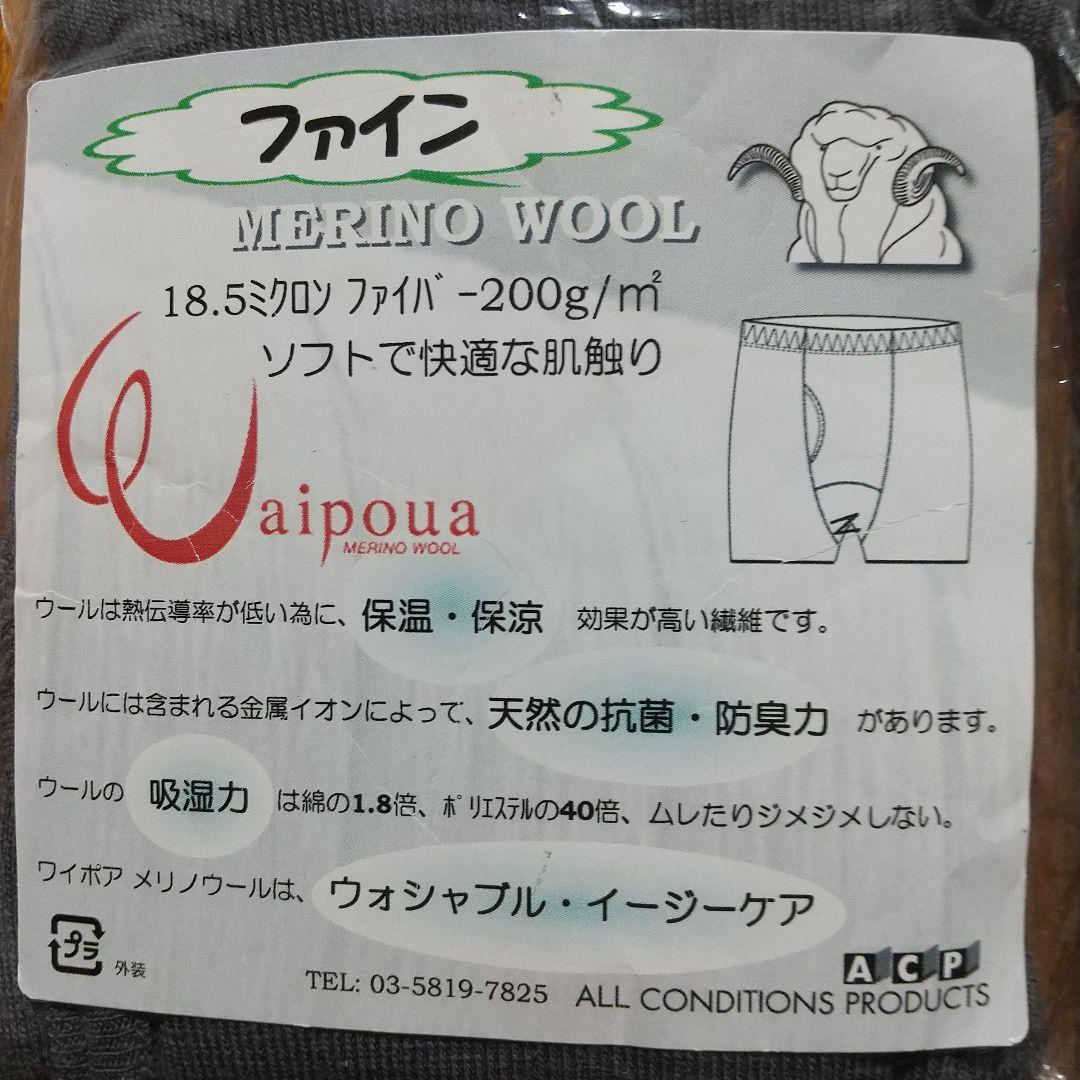 ファイン
MERINO WOOL
18.5ミクロン ファイバー200g/㎡
ソフトで快適な肌触り
Waipoua
MERINO WOOL
ウールは熱伝導率が低い為に、保温・保涼 効果が高い繊維です。
ウールには含まれる金属イオンによって、天然の抗菌・防臭力 があります。
ウールの 吸湿力 は綿の1.8倍、ポリエステルの40倍、ムレたりジメジメしない。
ワイポア メリノウールは、ウォシャブル・イージーケア
プラ 外装
ACP
TEL: 03-5819-7825 ALL CONDITIONS PRODUCTS